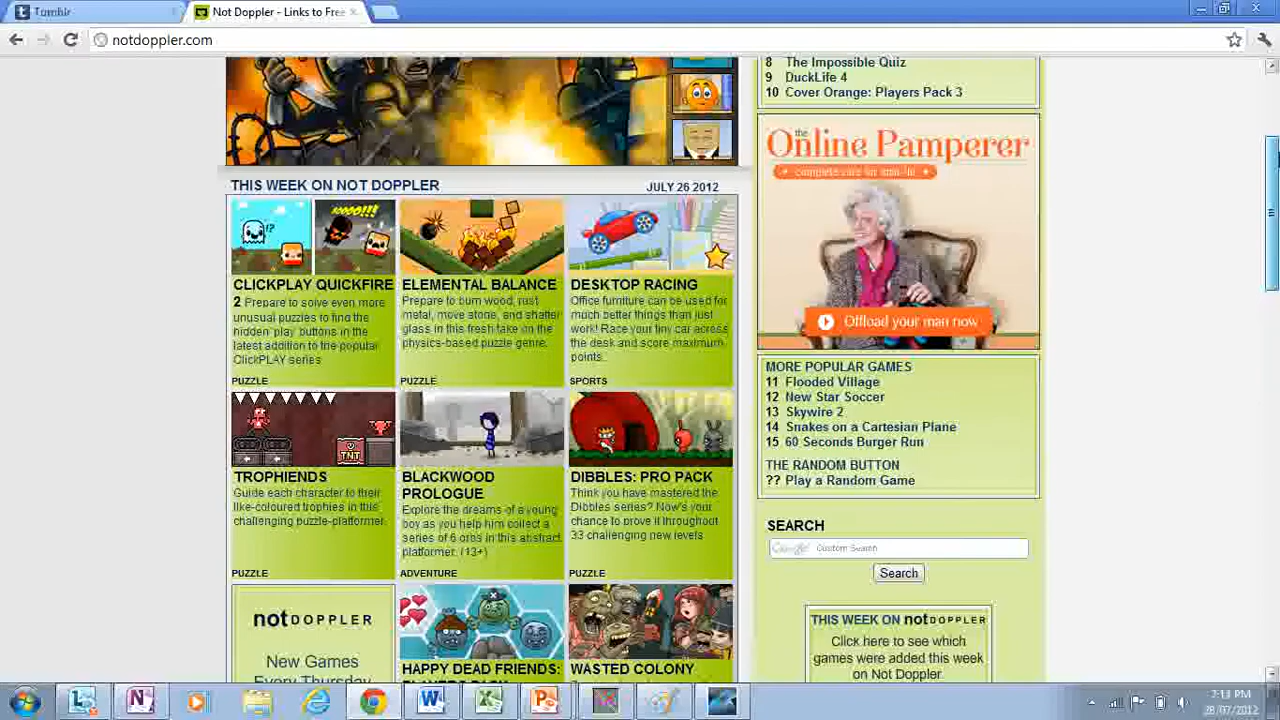 Tumblr
Not Doppler - Links to Free
notdoppler.com
8 The Impossible Quiz
9 DuckLife 4
10 Cover Orange: Players Pack 3
THIS WEEK ON NOT DOPPLER
JULY 26 2012
the
Online Pamperer
complete care for man-flu
Offload your man now
CLICKPLAY QUICKFIRE
2 Prepare to solve even more
unusual puzzles to find the
hidden 'play' buttons in the
latest addition to the popular
ClickPLAY series
PUZZLE
ELEMENTAL BALANCE
Prepare to burn wood, rust
metal, move stone, and shatter
glass in this fresh take on the
physics-based puzzle genre.
PUZZLE
DESKTOP RACING
Office furniture can be used for
much better things than just
work! Race your tiny car across
the desk and score maximum
points.
SPORTS
MORE POPULAR GAMES
11 Flooded Village
12 New Star Soccer
13 Skywire 2
14 Snakes on a Cartesian Plane
15 60 Seconds Burger Run
THE RANDOM BUTTON
?? Play a Random Game
TNT
TROPHIENDS
Guide each character to their
like-coloured trophies in this
challenging puzzle-platformer.
PUZZLE
BLACKWOOD
PROLOGUE
Explore the dreams of a young
boy as you help him collect a
series of 6 orbs in this abstract
platformer. (13+)
ADVENTURE
DIBBLES: PRO PACK
Think you have mastered the
Dibbles series? Now's your
chance to prove it throughout
33 challenging new levels
PUZZLE
SEARCH
Google Custom Search
Search
notDOPPLER
New Games
Every Thursday
HAPPY DEAD FRIENDS:
PLAYERS PACK
WASTED COLONY
THIS WEEK ON notDOPPLER
Click here to see which
games were added this week
on Not Doppler
7:13 PM
28/07/2012